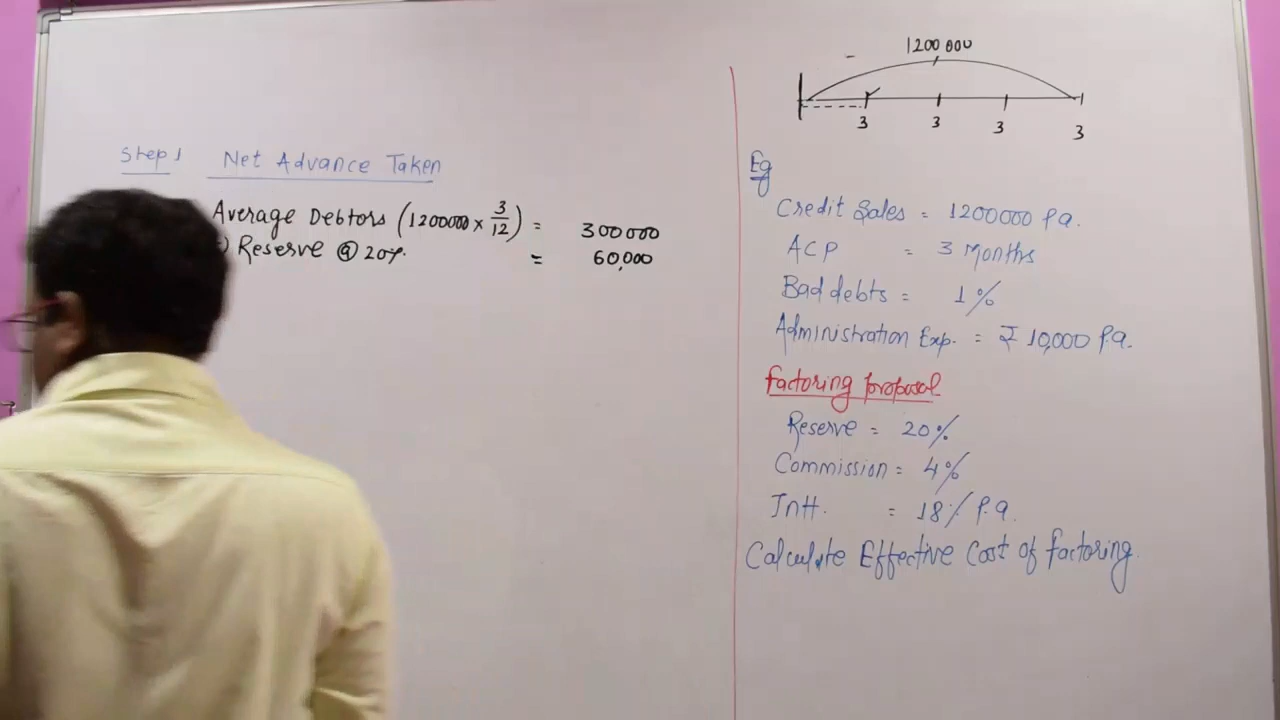 Step 1 Net Advance Taken
Average Debtors (1200000 × 3/12) = 300000
) Reserve @ 20% = 60,000
1200 000
3 3 3 3
Eg
Credit Sales = 1200000 P.a.
ACP = 3 Months
Bad debts = 1%
Administration Exp. = ₹ 10,000 P.a.
Factoring proposal
Reserve = 20%
Commission = 4%
Intt. = 18% P.a.
Calculate Effective Cost of factoring.